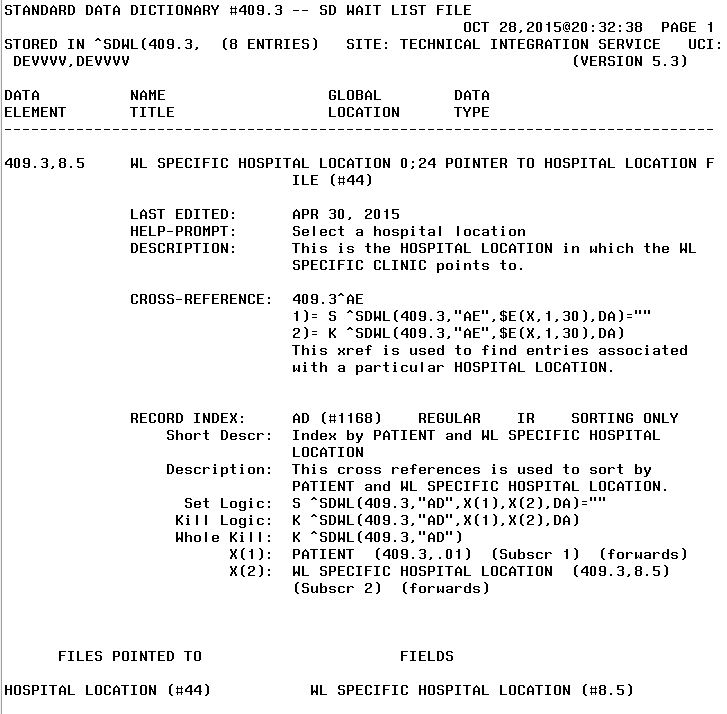 STANDARD DATA DICTIONARY #409.3 -- SD WAIT LIST FILE
OCT 28,2015@20:32:38  PAGE 1
STORED IN ^SDWL(409.3,  (8 ENTRIES)   SITE: TECHNICAL INTEGRATION SERVICE   UCI:
DEVVVV,DEVVVV                                                 (VERSION 5.3)
DATA          NAME                  GLOBAL        DATA
ELEMENT       TITLE                 LOCATION      TYPE
-------------------------------------------------------------------------------
409.3,8.5     WL SPECIFIC HOSPITAL LOCATION 0;24 POINTER TO HOSPITAL LOCATION F
ILE (#44)
LAST EDITED:      APR 30, 2015
HELP-PROMPT:      Select a hospital location
DESCRIPTION:      This is the HOSPITAL LOCATION in which the WL
SPECIFIC CLINIC points to.
CROSS-REFERENCE:  409.3^AE
1)= S ^SDWL(409.3,"AE",$E(X,1,30),DA)=""
2)= K ^SDWL(409.3,"AE",$E(X,1,30),DA)
This xref is used to find entries associated
with a particular HOSPITAL LOCATION.
RECORD INDEX:     AD (#1168)    REGULAR    IR    SORTING ONLY
Short Descr:  Index by PATIENT and WL SPECIFIC HOSPITAL
LOCATION
Description:  This cross references is used to sort by
PATIENT and WL SPECIFIC HOSPITAL LOCATION.
Set Logic:  S ^SDWL(409.3,"AD",X(1),X(2),DA)=""
Kill Logic:  K ^SDWL(409.3,"AD",X(1),X(2),DA)
Whole Kill:  K ^SDWL(409.3,"AD")
X(1):  PATIENT  (409.3,.01)  (Subscr 1)  (forwards)
X(2):  WL SPECIFIC HOSPITAL LOCATION  (409.3,8.5)
(Subscr 2)  (forwards)
FILES POINTED TO                      FIELDS
HOSPITAL LOCATION (#44)           WL SPECIFIC HOSPITAL LOCATION (#8.5)